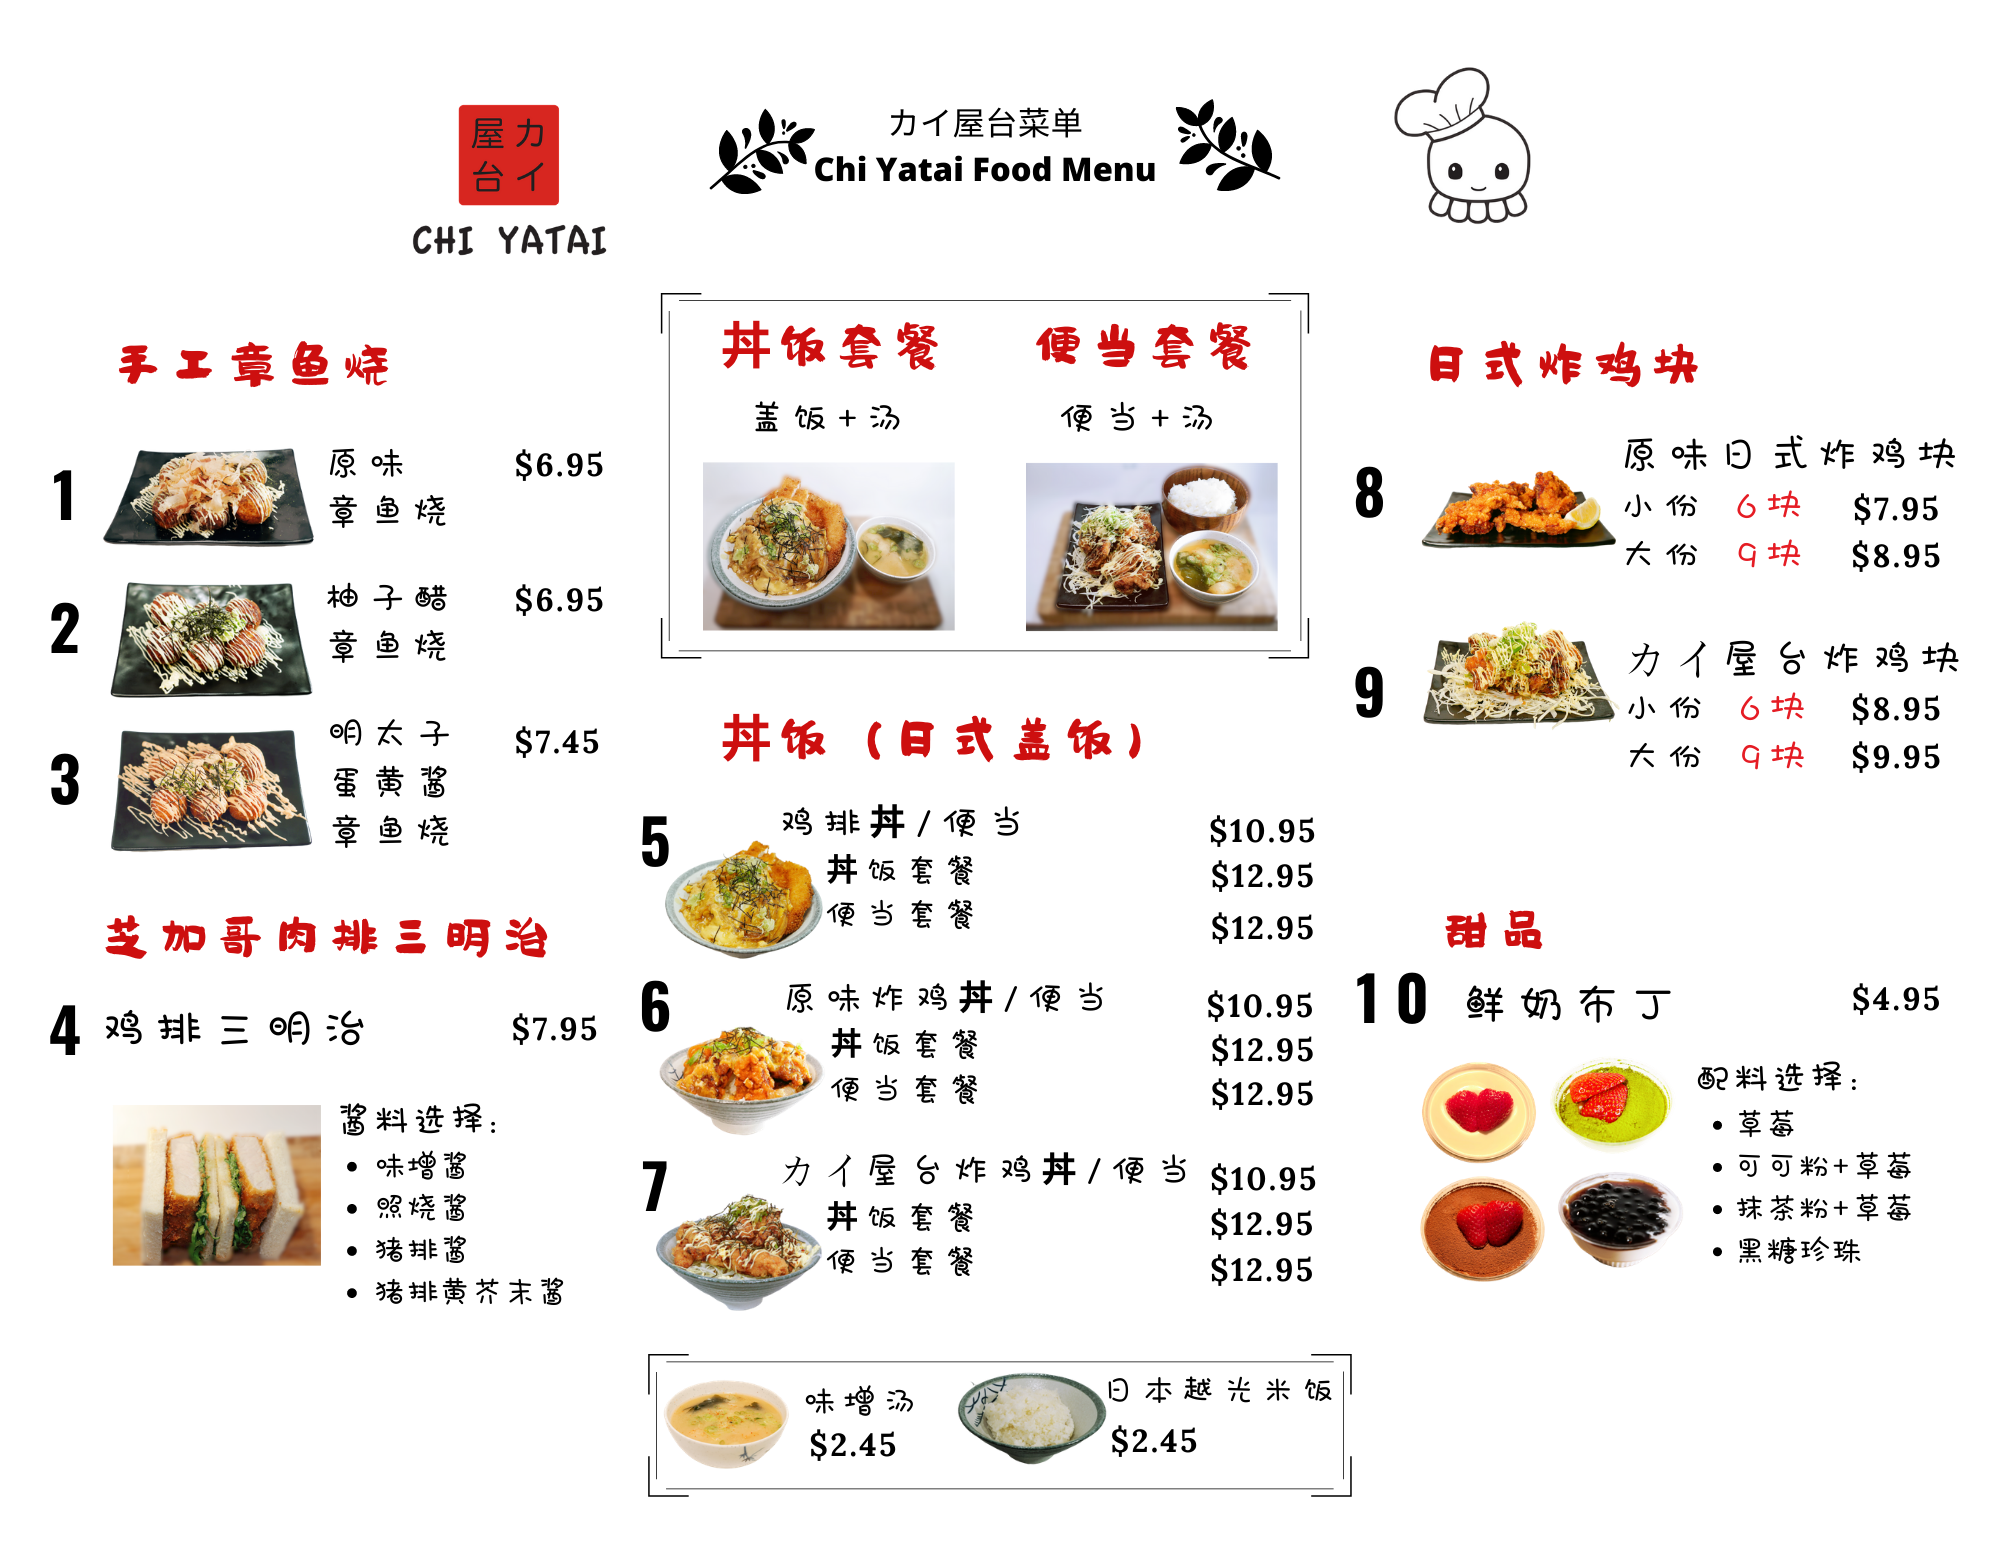 屋カ
台イ
CHI YATAI
カイ屋台菜单
Chi Yatai Food Menu
手工章鱼烧
1
原味
章鱼烧
$6.95
2
柚子醋
章鱼烧
$6.95
3
明太子
蛋黄酱
章鱼烧
$7.45
芝加哥肉排三明治
4 鸡排三明治 $7.95
酱料选择:
• 味增酱
• 照烧酱
• 猪排酱
• 猪排黄芥末酱
丼饭套餐
盖饭+汤
便当套餐
便当+汤
丼饭 (日式盖饭)
5
鸡排丼/便当 $10.95
丼饭套餐 $12.95
便当套餐 $12.95
6
原味炸鸡丼/便当 $10.95
丼饭套餐 $12.95
便当套餐 $12.95
7
カイ屋台炸鸡丼/便当 $10.95
丼饭套餐 $12.95
便当套餐 $12.95
味增汤
$2.45
日本越光米饭
$2.45
日式炸鸡块
8
原味日式炸鸡块
小份 6块 $7.95
大份 9块 $8.95
9
カイ屋台炸鸡块
小份 6块 $8.95
大份 9块 $9.95
甜品
10 鲜奶布丁 $4.95
配料选择:
• 草莓
• 可可粉+草莓
• 抹茶粉+草莓
• 黑糖珍珠